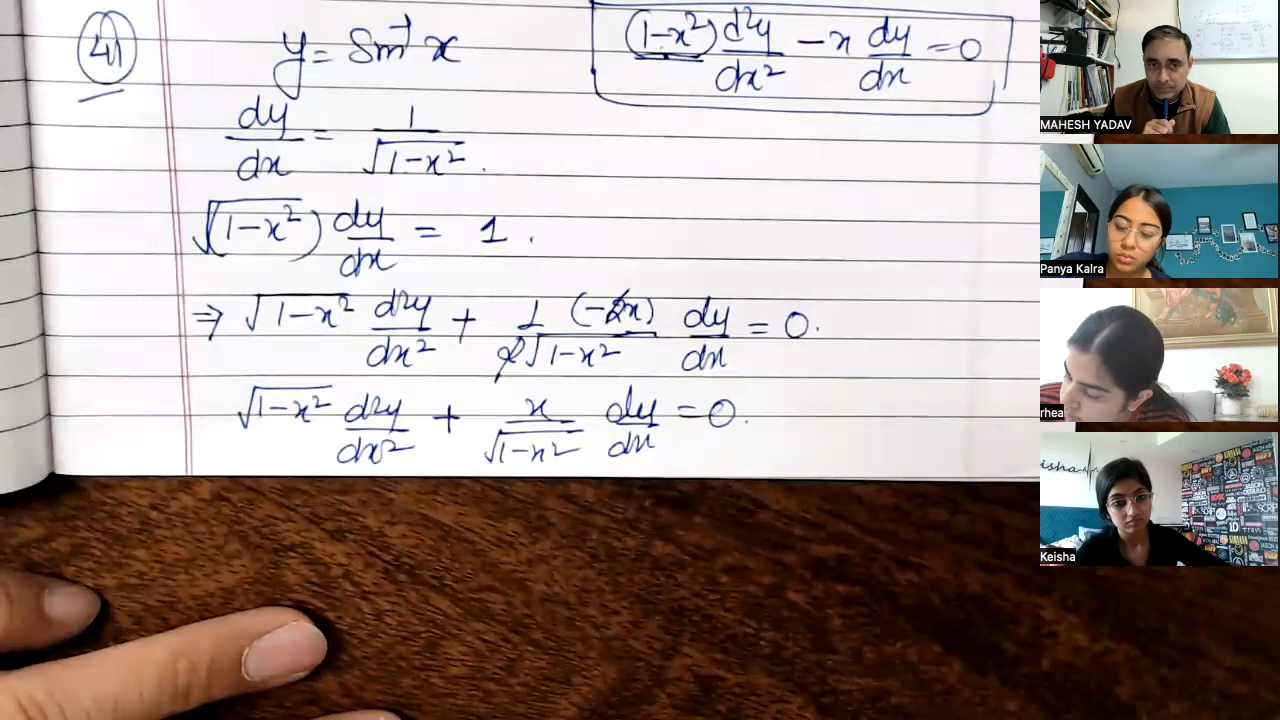 41
y = Sin⁻¹ x
(1-x²) d²y/dx² - x dy/dx = 0
dy/dx = 1/√(1-x²).
√(1-x²) dy/dx = 1.
⇒ √(1-x²) d²y/dx² + 1/(2√(1-x²)) (-2x) dy/dx = 0.
√(1-x²) d²y/dx² + x/√(1-x²) dy/dx = 0.
MAHESH YADAV
Panya Kalra
rhea
isha
Keisha